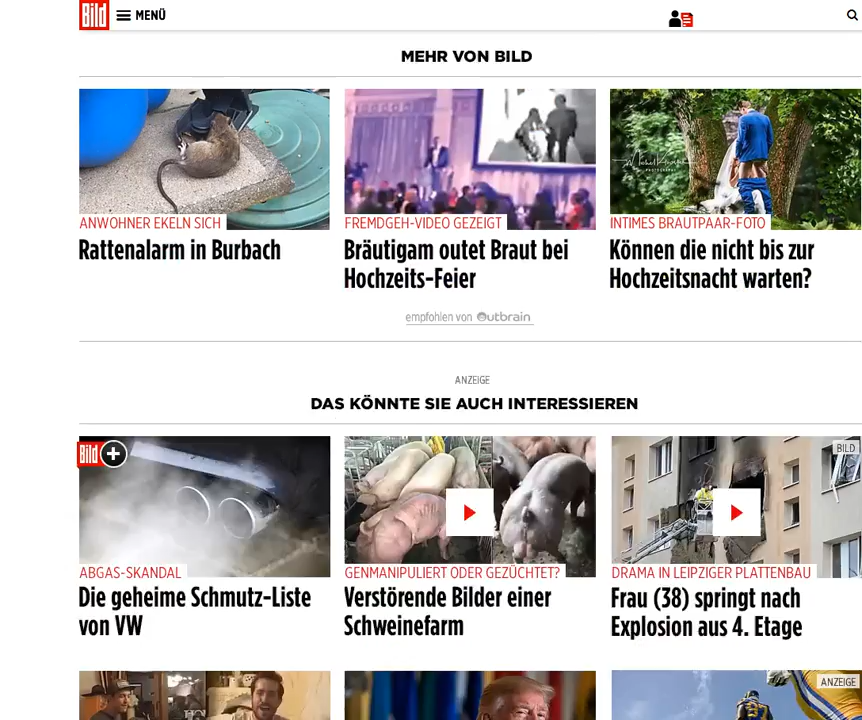 Bild
MENÜ
MEHR VON BILD
ANWOHNER EKELN SICH
Rattenalarm in Burbach
FREMDGEH-VIDEO GEZEIGT
Bräutigam outet Braut bei
Hochzeits-Feier
PHOTOGRAPHY
INTIMES BRAUTPAAR-FOTO
Können die nicht bis zur
Hochzeitsnacht warten?
empfohlen von Outbrain
ANZEIGE
DAS KÖNNTE SIE AUCH INTERESSIEREN
Bild +
ABGAS-SKANDAL
Die geheime Schmutz-Liste
von VW
GENMANIPULIERT ODER GEZÜCHTET?
Verstörende Bilder einer
Schweinefarm
BILD
DRAMA IN LEIPZIGER PLATTENBAU
Frau (38) springt nach
Explosion aus 4. Etage
ANZEIGE